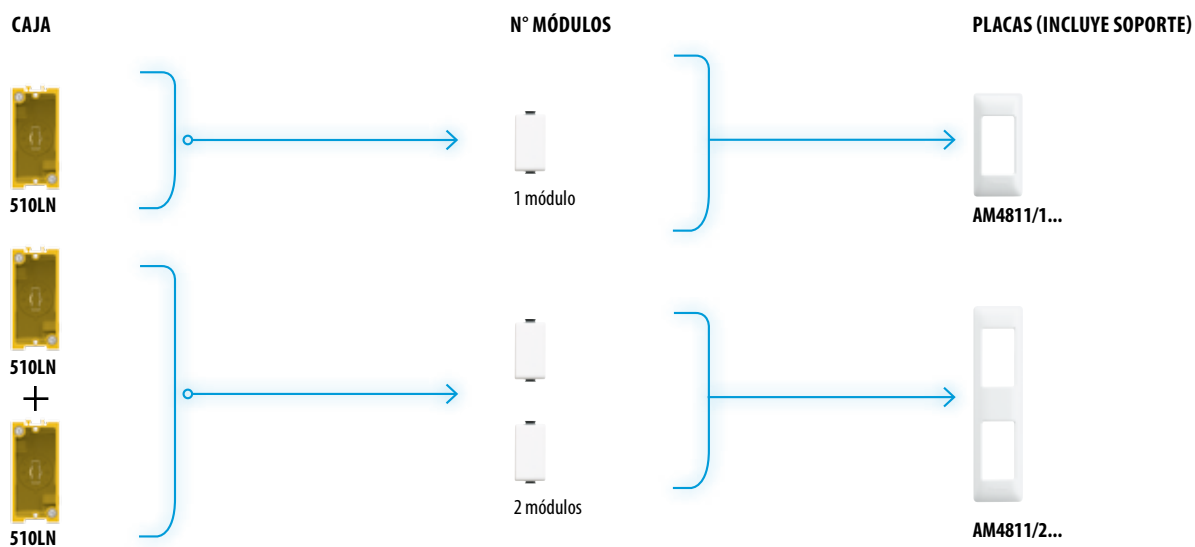 CAJA
N° MÓDULOS
PLACAS (INCLUYE SOPORTE)
510LN
1 módulo
AM4811/1...
510LN
+
510LN
2 módulos
AM4811/2...